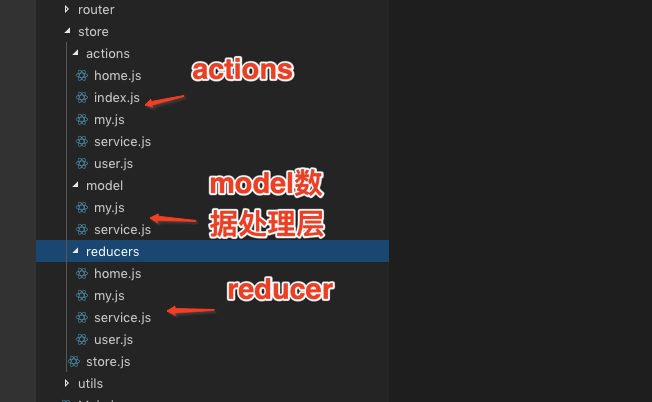 router
store
actions
home.js
actions
index.js
my.js
service.js
user.js
model
model数
my.js
据处理层
service.js
reducers
home.js
reducer
my.js
service.js
user.js
store.js
utils